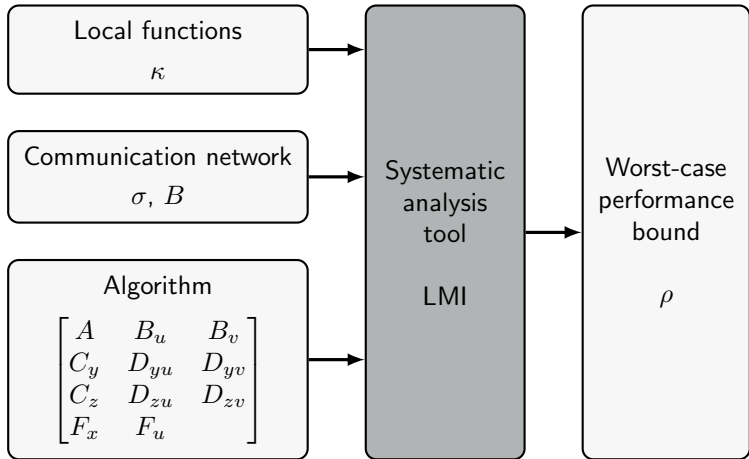 Local functions
κ
Communication network
σ, B
Algorithm
A B_u B_v
C_y D_yu D_yv
C_z D_zu D_zv
F_x F_u
Systematic
analysis
tool
LMI
Worst-case
performance
bound
ρ